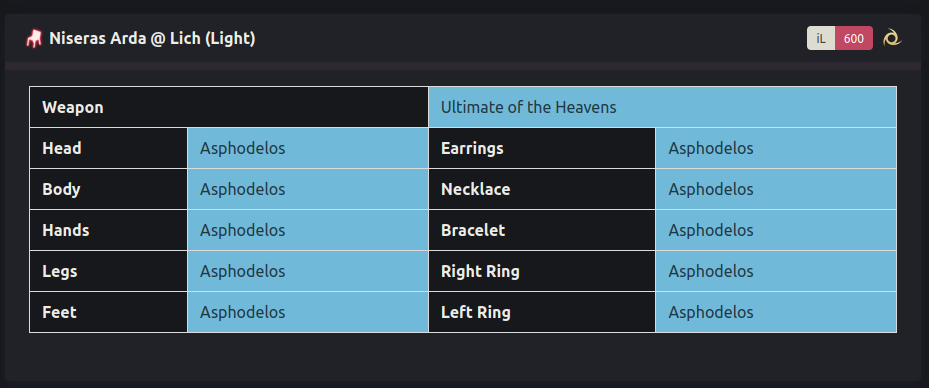 Niseras Arda @ Lich (Light) iL 600
Weapon Ultimate of the Heavens
Head Asphodelos Earrings Asphodelos
Body Asphodelos Necklace Asphodelos
Hands Asphodelos Bracelet Asphodelos
Legs Asphodelos Right Ring Asphodelos
Feet Asphodelos Left Ring Asphodelos